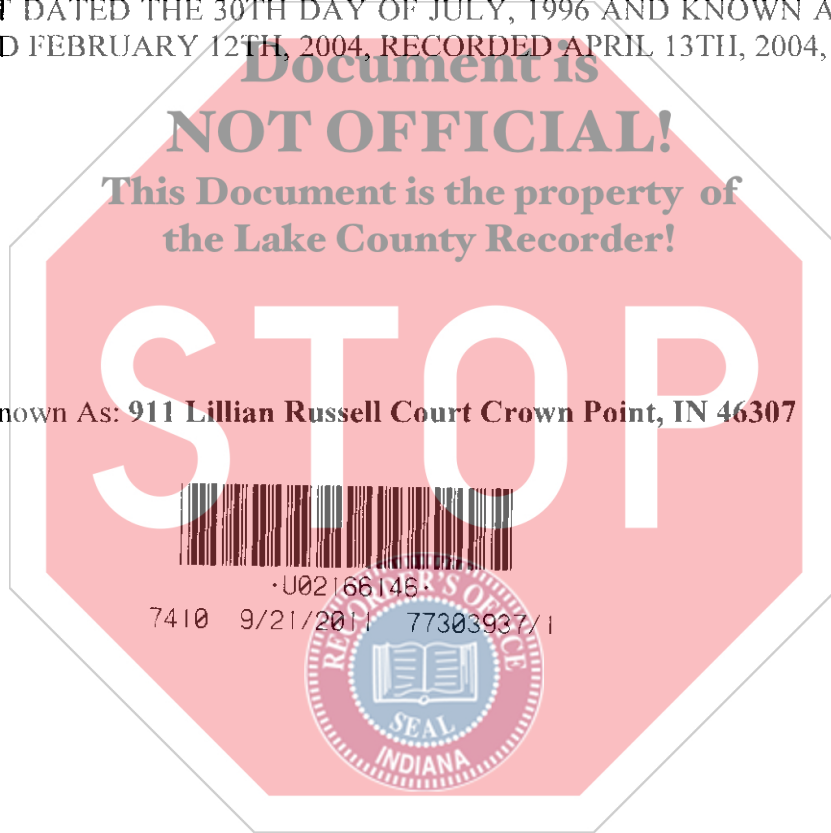 DATED THE 30TH DAY OF JULY, 1996 AND KNOWN A
D FEBRUARY 12TH, 2004, RECORDED APRIL 13TH, 2004,
Document is
NOT OFFICIAL!
This Document is the property of
the Lake County Recorder!
STOP
nown As: 911 Lillian Russell Court Crown Point, IN 46307
·U02166146·
7410 9/21/2011 77303937/1
RECORDER'S OFFICE
SEAL
INDIANA